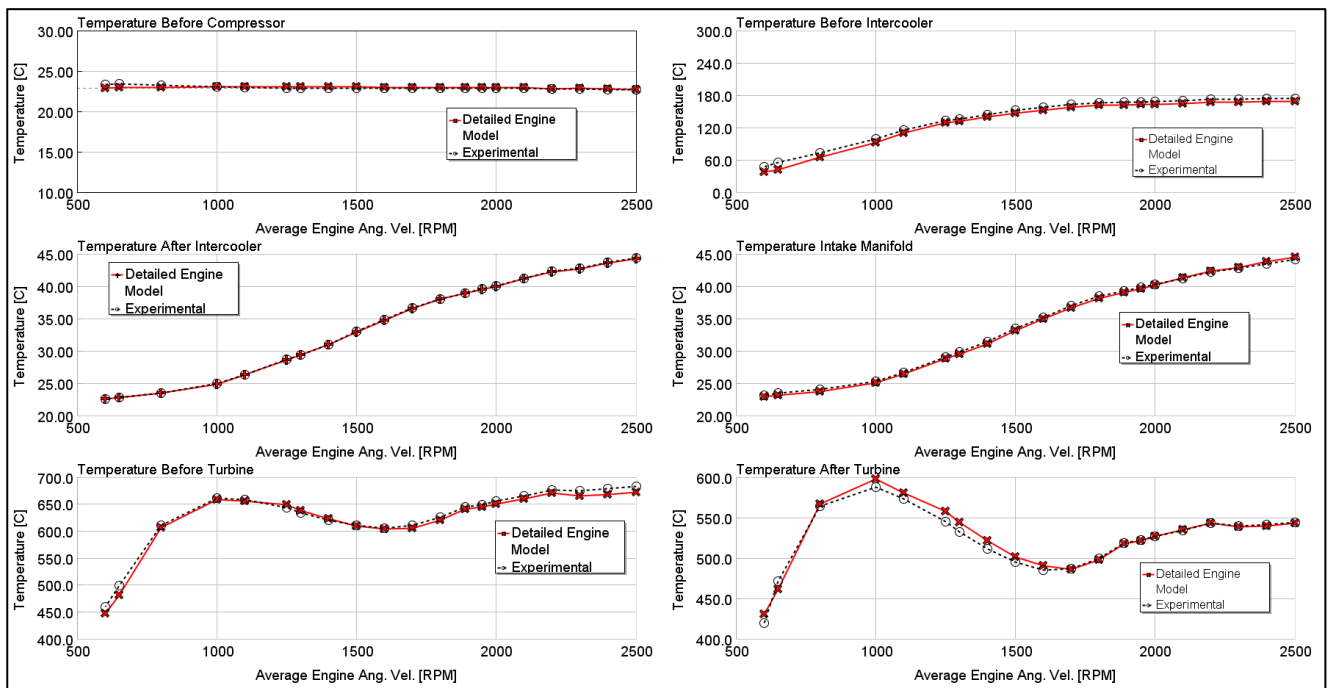 Temperature Before Compressor
30.00
25.00
20.00
15.00
10.00
Temperature [C]
500
1000
1500
2000
2500
Average Engine Ang. Vel. [RPM]
Detailed Engine
Model
Experimental
Temperature Before Intercooler
300.0
240.0
180.0
120.0
60.0
0.0
Temperature [C]
500
1000
1500
2000
2500
Average Engine Ang. Vel. [RPM]
Detailed Engine
Model
Experimental
Temperature After Intercooler
45.00
40.00
35.00
30.00
25.00
20.00
Temperature [C]
500
1000
1500
2000
2500
Average Engine Ang. Vel. [RPM]
Detailed Engine
Model
Experimental
Temperature Intake Manifold
45.00
40.00
35.00
30.00
25.00
20.00
Temperature [C]
500
1000
1500
2000
2500
Average Engine Ang. Vel. [RPM]
Detailed Engine
Model
Experimental
Temperature Before Turbine
700.0
650.0
600.0
550.0
500.0
450.0
400.0
Temperature [C]
500
1000
1500
2000
2500
Average Engine Ang. Vel. [RPM]
Detailed Engine
Model
Experimental
Temperature After Turbine
600.0
550.0
500.0
450.0
400.0
Temperature [C]
500
1000
1500
2000
2500
Average Engine Ang. Vel. [RPM]
Detailed Engine
Model
Experimental